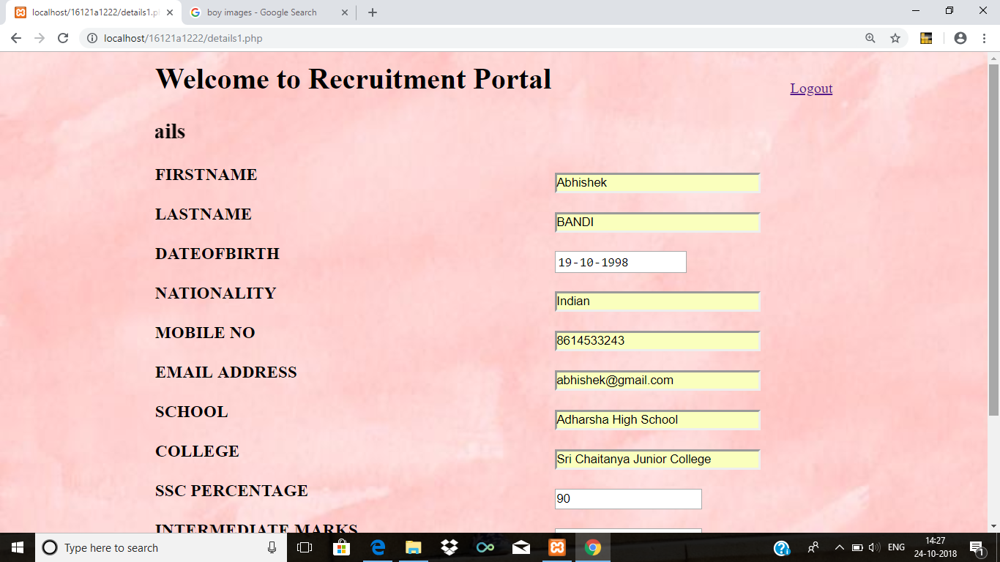 localhost/16121a1222/details1.p
boy images - Google Search
localhost/16121a1222/details1.php
Welcome to Recruitment Portal
Logout
ails
FIRSTNAME Abhishek
LASTNAME BANDI
DATEOFBIRTH 19-10-1998
NATIONALITY Indian
MOBILE NO 8614533243
EMAIL ADDRESS abhishek@gmail.com
SCHOOL Adharsha High School
COLLEGE Sri Chaitanya Junior College
SSC PERCENTAGE 90
INTERMEDIATE MARKS
Type here to search
ENG
14:27
24-10-2018
1